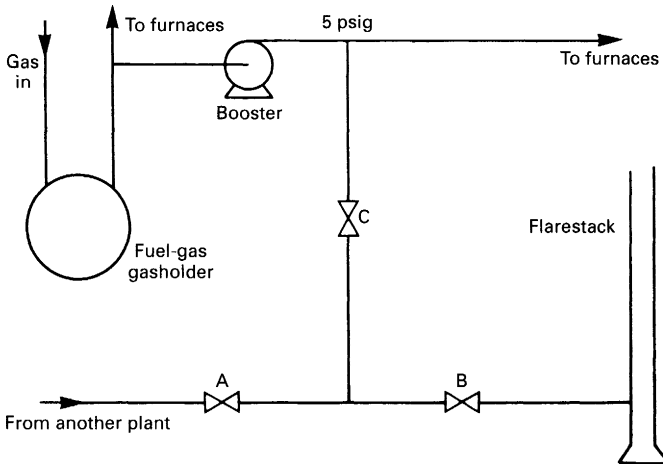 To furnaces
5 psig
Gas
in
To furnaces
Booster
C
Flarestack
Fuel-gas
gasholder
A
B
From another plant